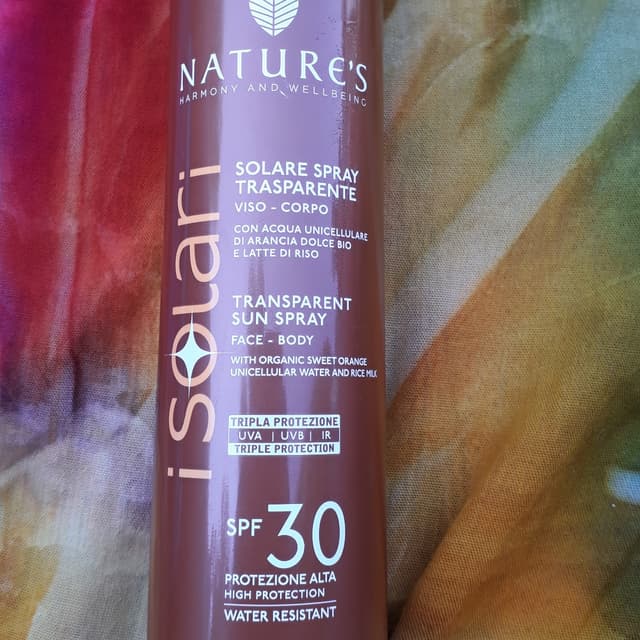 NATURE'S
HARMONY AND WELLBEING
iSolari
SOLARE SPRAY
TRASPARENTE
VISO - CORPO
CON ACQUA UNICELLULARE
DI ARANCIA DOLCE BIO
E LATTE DI RISO
TRANSPARENT
SUN SPRAY
FACE - BODY
WITH ORGANIC SWEET ORANGE
UNICELLULAR WATER AND RICE MILK
TRIPLA PROTEZIONE
UVA | UVB | IR
TRIPLE PROTECTION
SPF 30
PROTEZIONE ALTA
HIGH PROTECTION
WATER RESISTANT